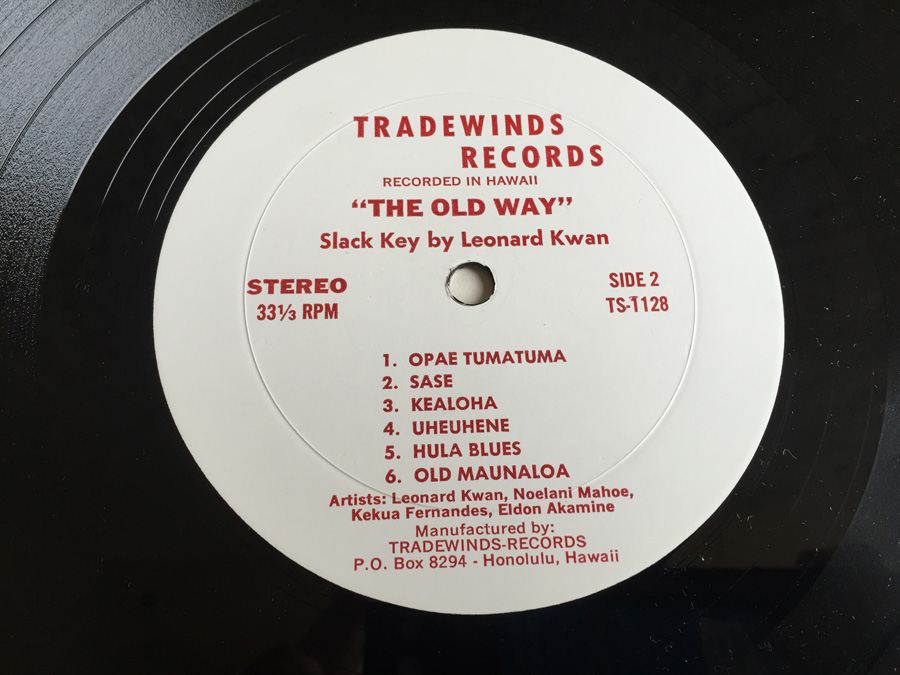 TRADEWINDS
RECORDS
RECORDED IN HAWAII
“THE OLD WAY”
Slack Key by Leonard Kwan
STEREO
33⅓ RPM
SIDE 2
TS-1128
1. OPAE TUMATUMA
2. SASE
3. KEALOHA
4. UHEUHENE
5. HULA BLUES
6. OLD MAUNALOA
Artists: Leonard Kwan, Noelani Mahoe,
Kekua Fernandes, Eldon Akamine
Manufactured by:
TRADEWINDS-RECORDS
P.O. Box 8294 - Honolulu, Hawaii